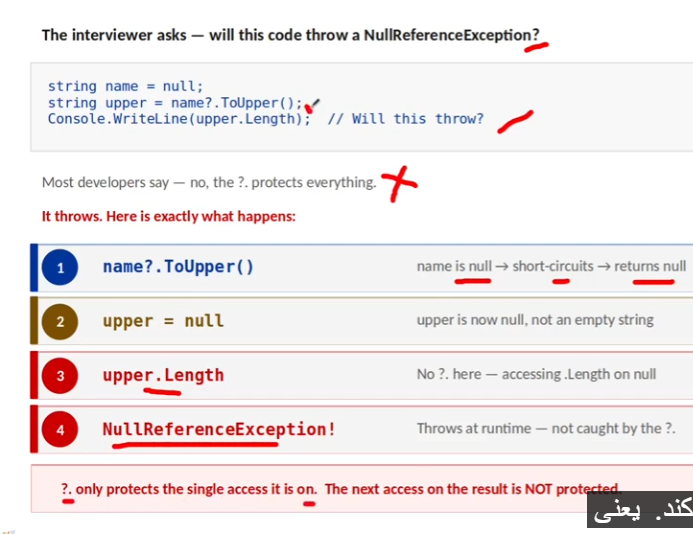 The interviewer asks — will this code throw a NullReferenceException?
string name = null;
string upper = name?.ToUpper();
Console.WriteLine(upper.Length);  // Will this throw?
Most developers say — no, the ?. protects everything.
It throws. Here is exactly what happens:
1 name?.ToUpper() name is null → short-circuits → returns null
2 upper = null upper is now null, not an empty string
3 upper.Length No ?. here — accessing .Length on null
4 NullReferenceException! Throws at runtime — not caught by the ?.
?. only protects the single access it is on. The next access on the result is NOT protected.
کند. یعنی